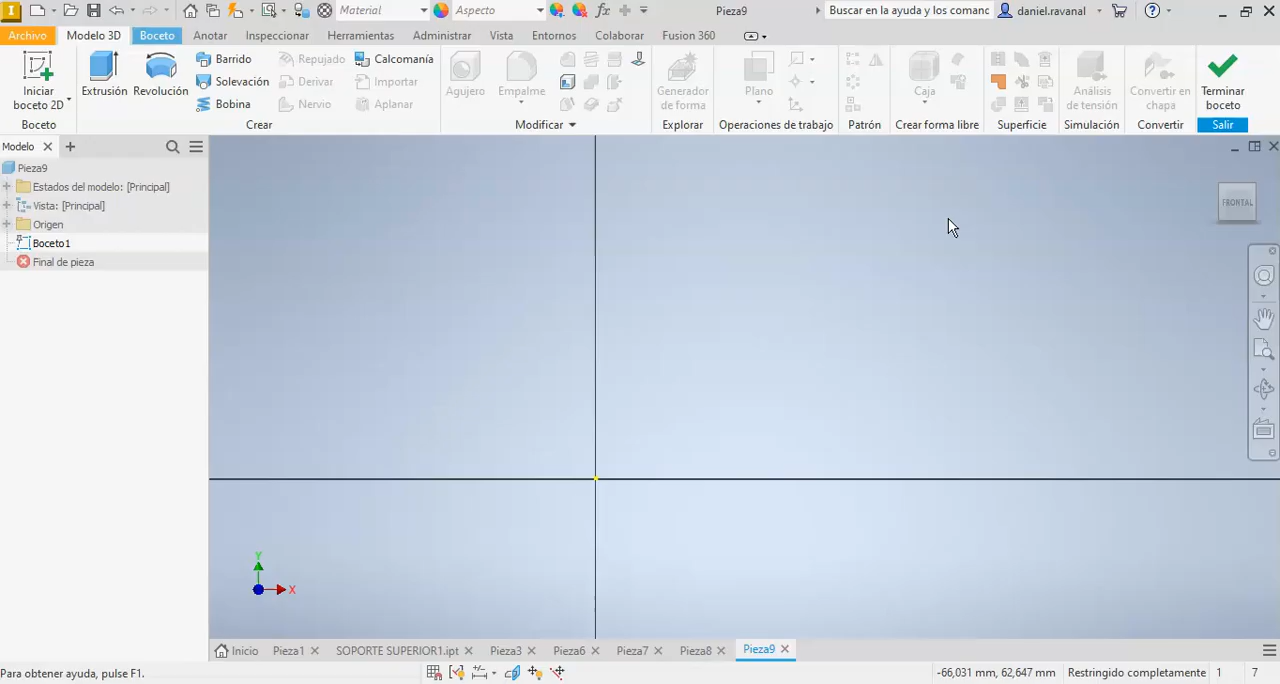 Material
Aspecto
Pieza9
Buscar en la ayuda y los comanc
daniel.ravanal
Archivo
Modelo 3D
Boceto
Anotar
Inspeccionar
Herramientas
Administrar
Vista
Entornos
Colaborar
Fusion 360
Iniciar
boceto 2D
Boceto
Extrusión
Revolución
Barrido
Solevación
Bobina
Repujado
Derivar
Nervio
Calcomanía
Importar
Aplanar
Crear
Agujero
Empalme
Modificar
Generador
de forma
Explorar
Plano
Operaciones de trabajo
Patrón
Caja
Crear forma libre
Superficie
Análisis
de tensión
Simulación
Convertir en
chapa
Convertir
Terminar
boceto
Salir
Modelo
Pieza9
Estados del modelo: [Principal]
Vista: [Principal]
Origen
Boceto1
Final de pieza
FRONTAL
Y
X
Inicio
Pieza1
SOPORTE SUPERIOR1.ipt
Pieza3
Pieza6
Pieza7
Pieza8
Pieza9
Para obtener ayuda, pulse F1.
-66,031 mm, 62,647 mm
Restringido completamente
1
7